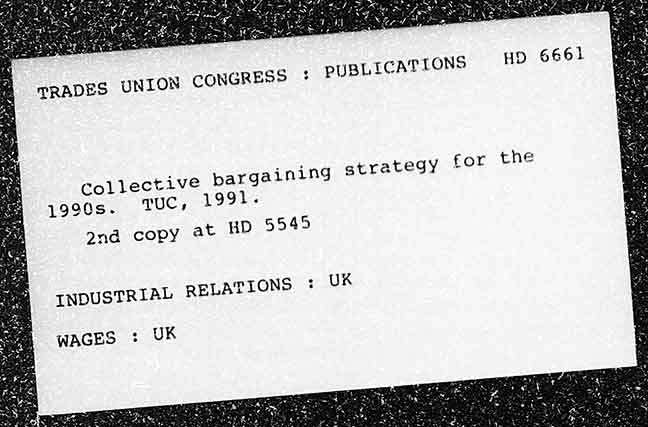 TRADES UNION CONGRESS : PUBLICATIONS HD 6661
Collective bargaining strategy for the
1990s. TUC, 1991.
2nd copy at HD 5545
INDUSTRIAL RELATIONS : UK
WAGES : UK